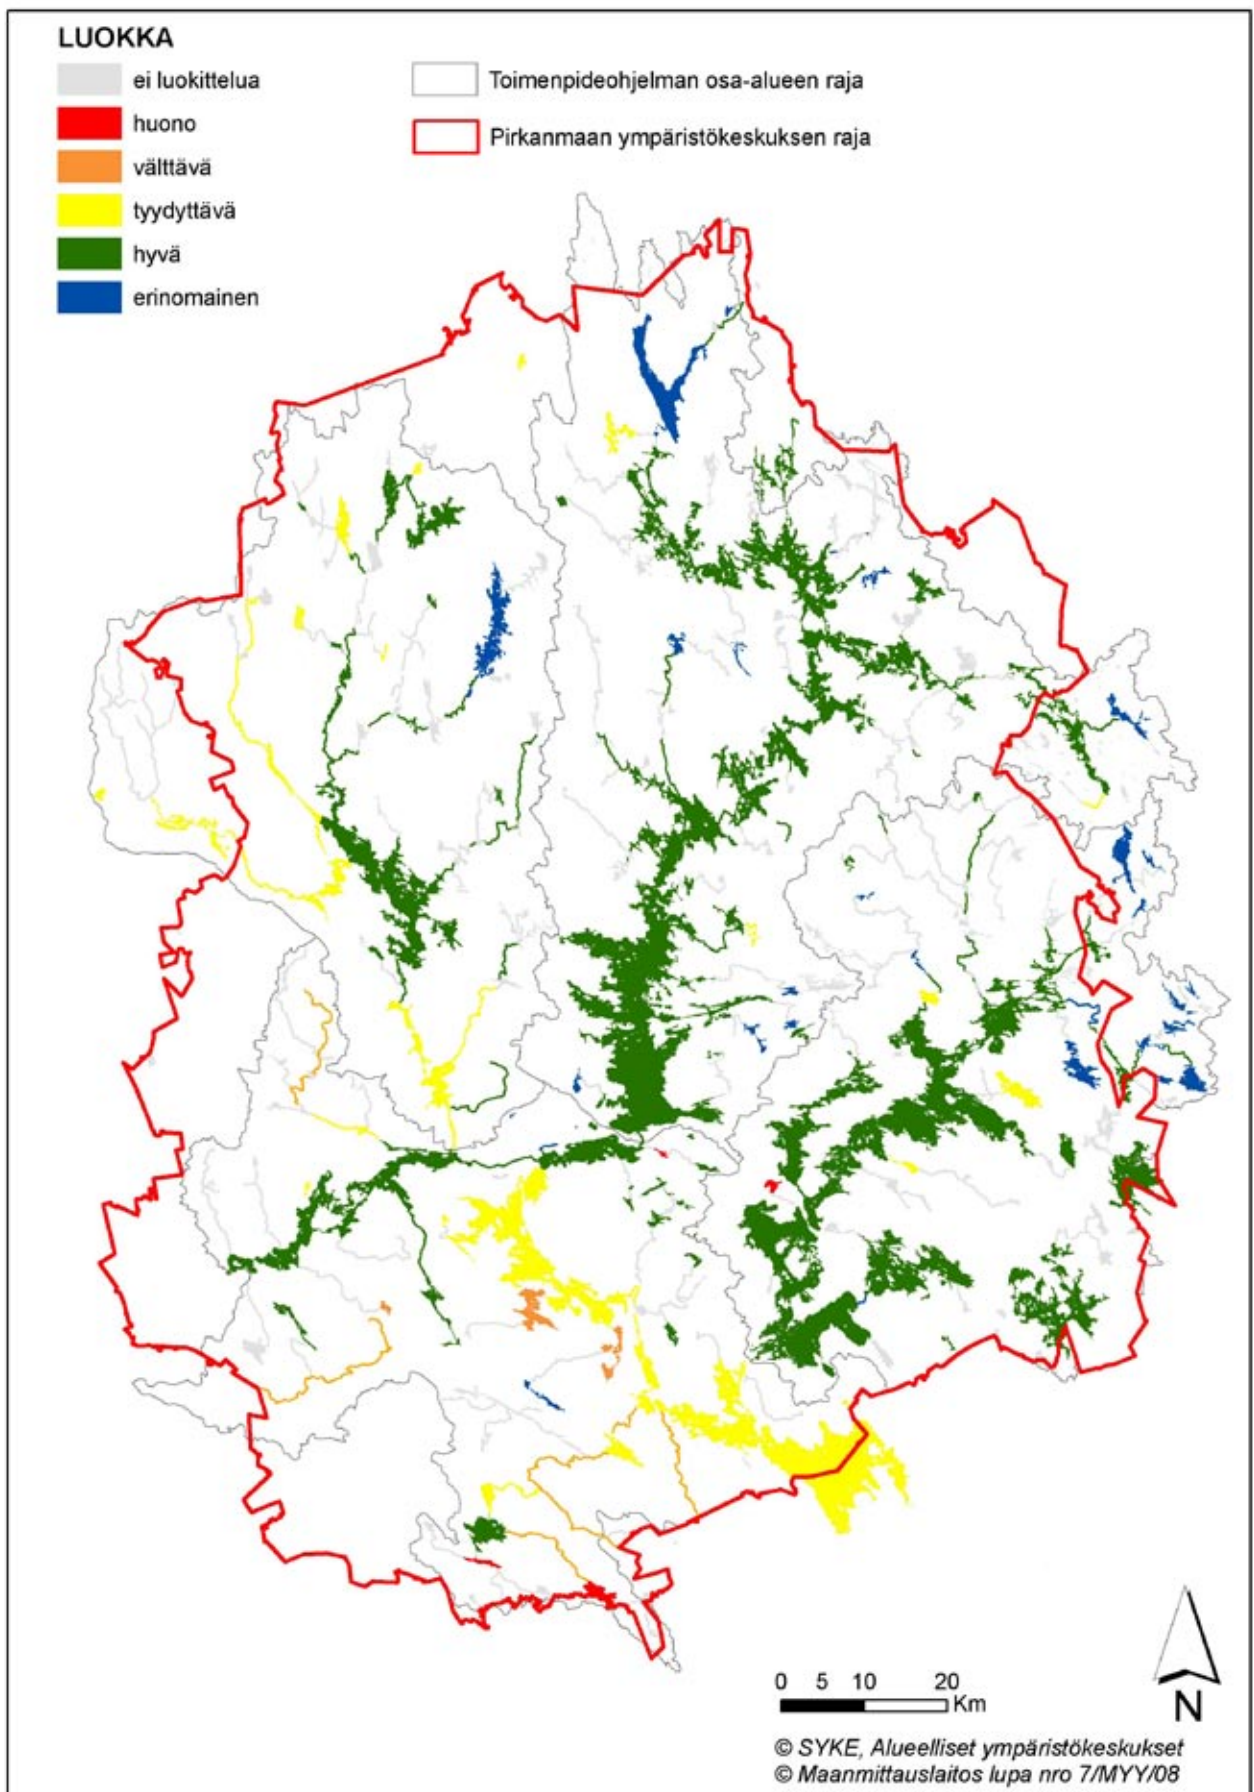 LUOKKA
ei luokittelua
huono
välttävä
tyydyttävä
hyvä
erinomainen
Toimenpideohjelman osa-alueen raja
Pirkanmaan ympäristökeskuksen raja
0 5 10 20
Km
N
© SYKE, Alueelliset ympäristökeskukset
© Maanmittauslaitos lupa nro 7/MYY/08